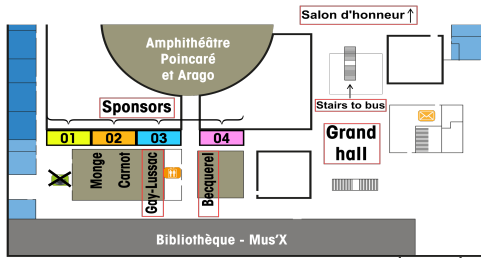 Salon d'honneur ↑
Amphithéâtre
Poincaré
et Arago
Sponsors
Stairs to bus
01 02 03 04
Grand
hall
Monge
Carnot
Gay-Lussac
Becquerel
Bibliothèque - Mus'X